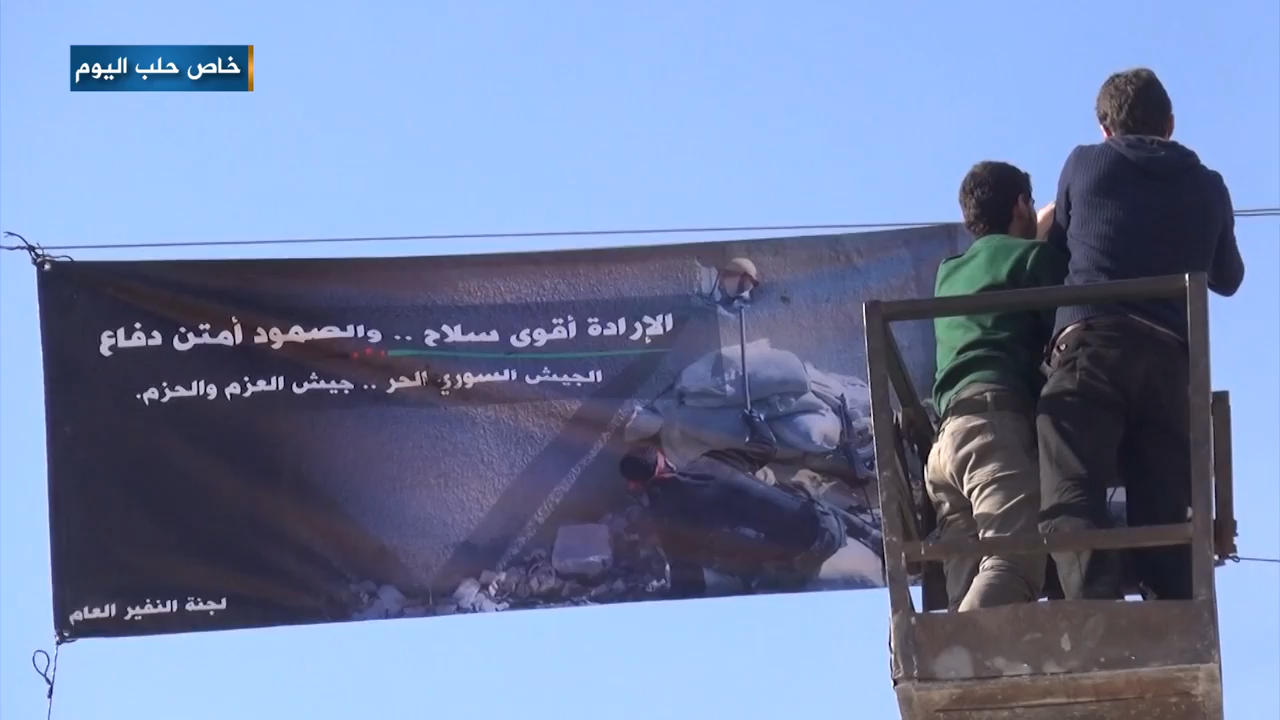 خاص حلب اليوم
الإرادة أقوى سلاح .. والصمود أمتن دفاع
الجيش السوري الحر .. جيش العزم والحزم.
لجنة النفير العام